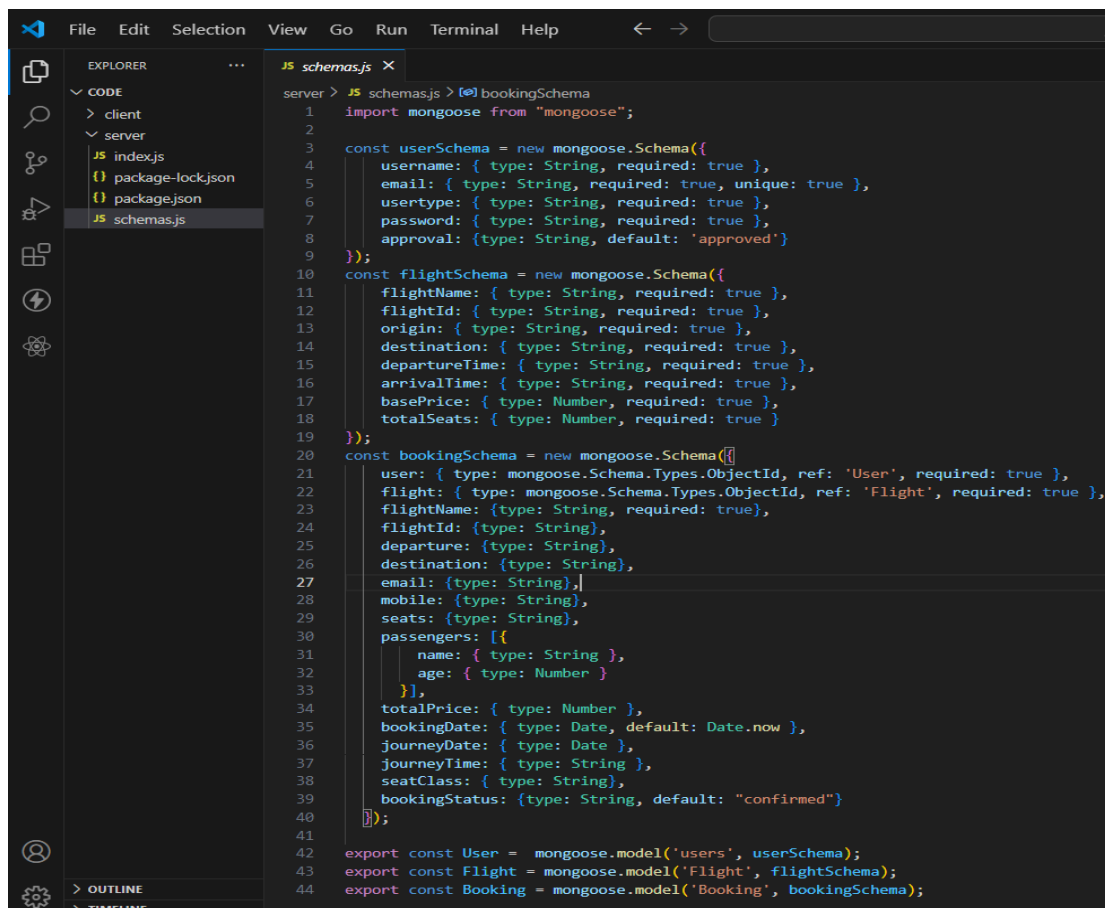 File Edit Selection View Go Run Terminal Help
EXPLORER
JS schemas.js
CODE
server > JS schemas.js > bookingSchema
client
server
JS index.js
{} package-lock.json
{} package.json
JS schemas.js
1 import mongoose from "mongoose";
2
3 const userSchema = new mongoose.Schema({
4 username: { type: String, required: true },
5 email: { type: String, required: true, unique: true },
6 usertype: { type: String, required: true },
7 password: { type: String, required: true },
8 approval: {type: String, default: 'approved'}
9 });
10 const flightSchema = new mongoose.Schema({
11 flightName: { type: String, required: true },
12 flightId: { type: String, required: true },
13 origin: { type: String, required: true },
14 destination: { type: String, required: true },
15 departureTime: { type: String, required: true },
16 arrivalTime: { type: String, required: true },
17 basePrice: { type: Number, required: true },
18 totalSeats: { type: Number, required: true }
19 });
20 const bookingSchema = new mongoose.Schema({
21 user: { type: mongoose.Schema.Types.ObjectId, ref: 'User', required: true },
22 flight: { type: mongoose.Schema.Types.ObjectId, ref: 'Flight', required: true },
23 flightName: {type: String, required: true},
24 flightId: {type: String},
25 departure: {type: String},
26 destination: {type: String},
27 email: {type: String},
28 mobile: {type: String},
29 seats: {type: String},
30 passengers: [{
31 name: { type: String },
32 age: { type: Number }
33 }],
34 totalPrice: { type: Number },
35 bookingDate: { type: Date, default: Date.now },
36 journeyDate: { type: Date },
37 journeyTime: { type: String },
38 seatClass: { type: String},
39 bookingStatus: {type: String, default: "confirmed"}
40 });
41
42 export const User =  mongoose.model('users', userSchema);
43 export const Flight = mongoose.model('Flight', flightSchema);
44 export const Booking = mongoose.model('Booking', bookingSchema);
OUTLINE
TIMELINE